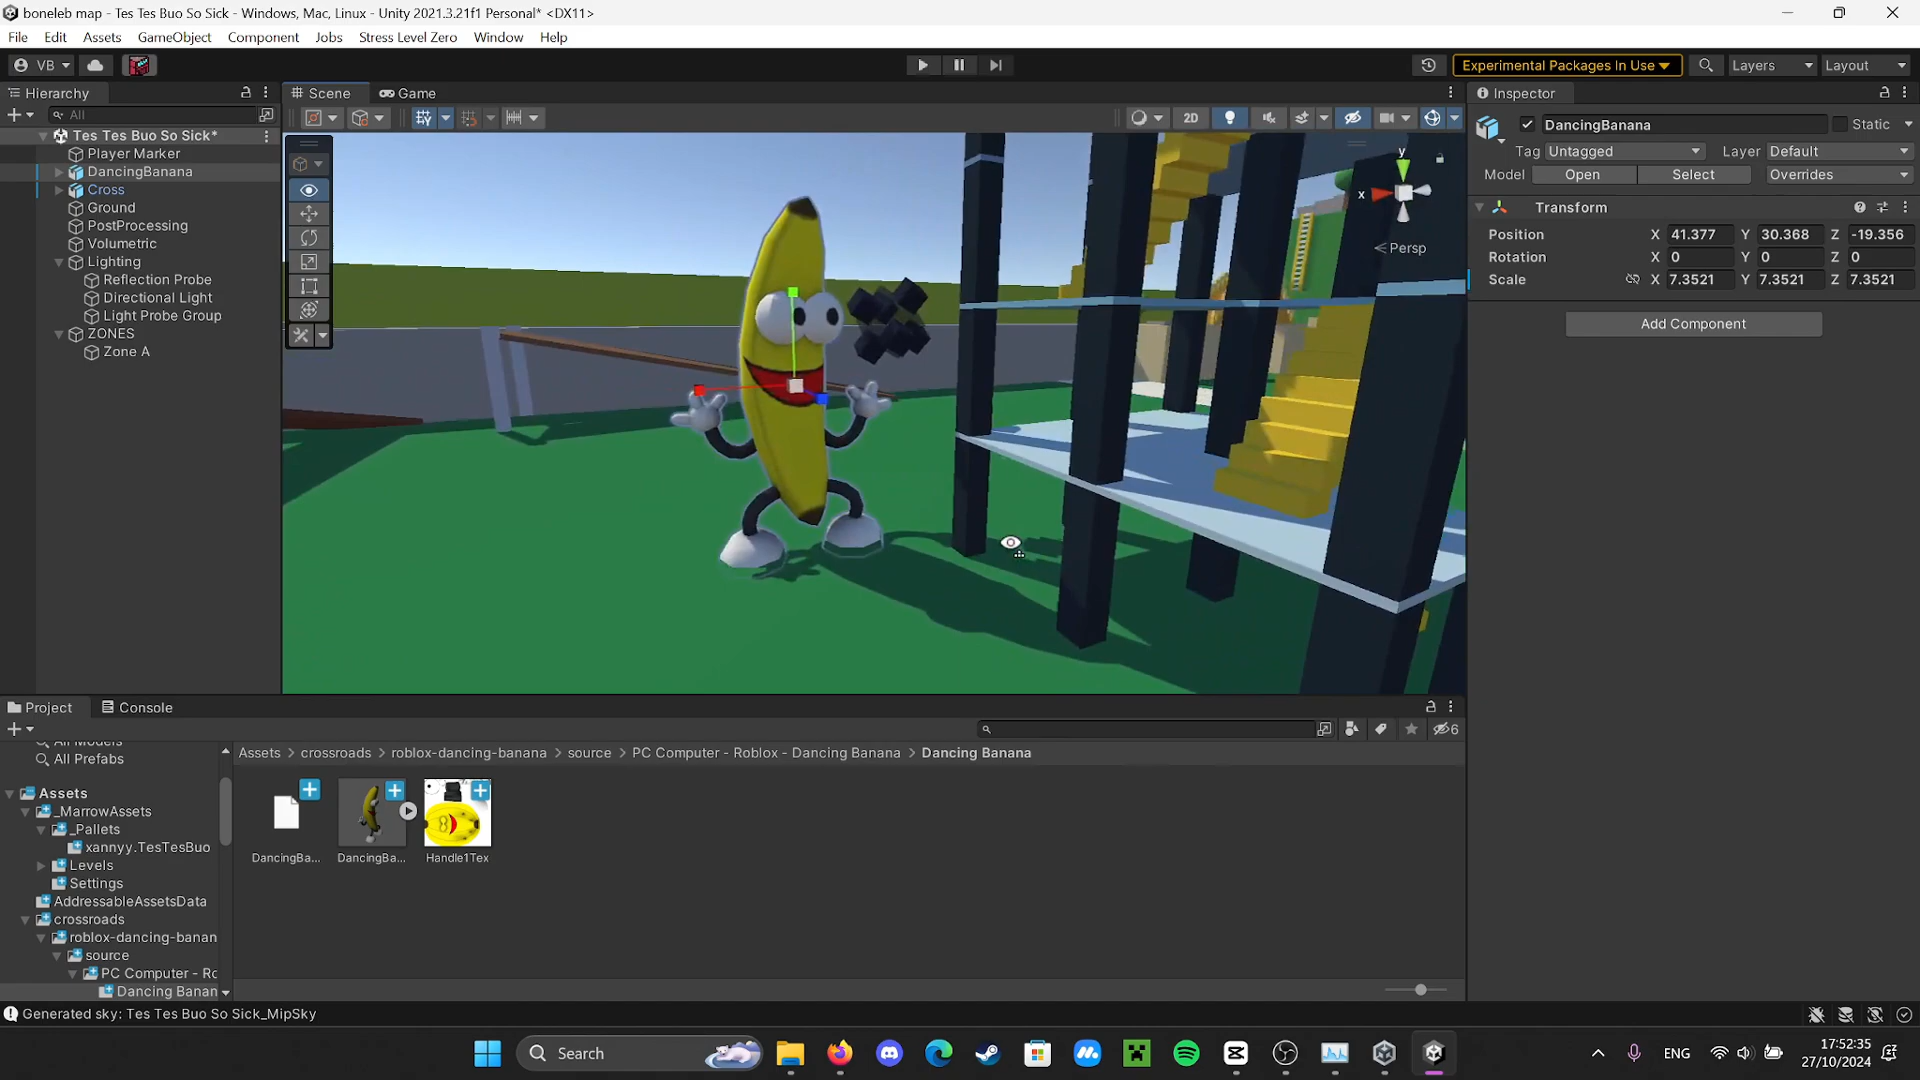 boneleb map - Tes Tes Buo So Sick - Windows, Mac, Linux - Unity 2021.3.21f1 Personal* <DX11>
File Edit Assets GameObject Component Jobs Stress Level Zero Window Help
VB Experimental Packages In Use Layers Layout
Hierarchy Scene Game Inspector
All 2D
Tes Tes Buo So Sick*
Player Marker
DancingBanana
Cross
Ground
PostProcessing
Volumetric
Lighting
Reflection Probe
Directional Light
Light Probe Group
ZONES
Zone A
y
x
Persp
DancingBanana Static
Tag Untagged Layer Default
Model Open Select Overrides
Transform
Position X 41.377 Y 30.368 Z -19.356
Rotation X 0 Y 0 Z 0
Scale X 7.3521 Y 7.3521 Z 7.3521
Add Component
Project Console
6
All Prefabs
Assets
_MarrowAssets
_Pallets
xannyy.TesTesBuo
Levels
Settings
AddressableAssetsData
crossroads
roblox-dancing-banan
source
PC Computer - Ro
Dancing Banan
Assets > crossroads > roblox-dancing-banana > source > PC Computer - Roblox - Dancing Banana > Dancing Banana
DancingBa... DancingBa... Handle1Tex
Generated sky: Tes Tes Buo So Sick_MipSky
Search ENG 17:52:35
27/10/2024